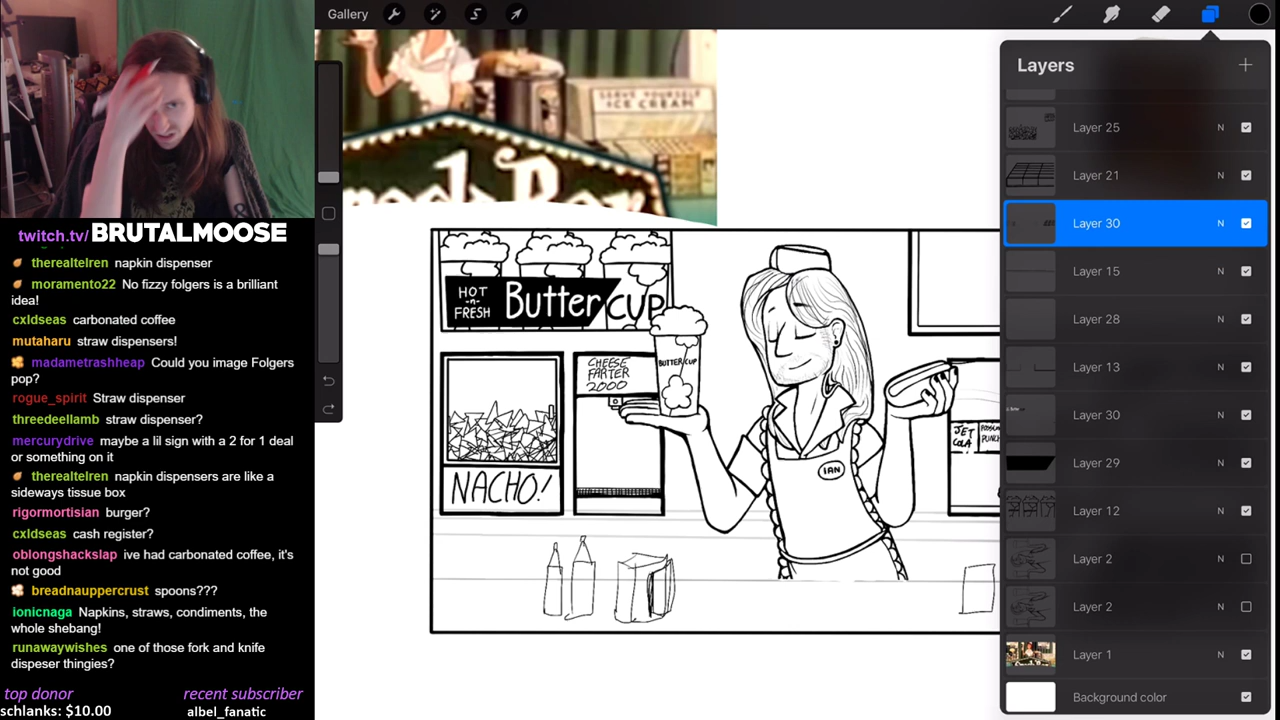 Gallery
SERVE YOURSELF
ICE CREAM
Layers
Layer 25 N
Layer 21 N
Layer 30 N
Layer 15 N
Layer 28 N
Layer 13 N
Layer 30 N
Layer 29 N
Layer 12 N
Layer 2 N
Layer 2 N
Layer 1 N
Background color
HOT
-n-
FRESH
Butter CUP
BUTTER CUP
CHEESE
FARTER
2000
NACHO!
IAN
JET
COLA
twitch.tv/BRUTALMOOSE
therealtelren napkin dispenser
moramento22 No fizzy folgers is a brilliant
idea!
cxldseas carbonated coffee
mutaharu straw dispensers!
madametrashheap Could you image Folgers
pop?
rogue_spirit Straw dispenser
threedeellamb straw dispenser?
mercurydrive maybe a lil sign with a 2 for 1 deal
or something on it
therealtelren napkin dispensers are like a
sideways tissue box
rigormortisian burger?
cxldseas cash register?
oblongshackslap ive had carbonated coffee, it's
not good
breadnauppercrust spoons???
ionicnaga Napkins, straws, condiments, the
whole shebang!
runawaywishes one of those fork and knife
dispeser thingies?
top donor
schlanks: $10.00
recent subscriber
albel_fanatic